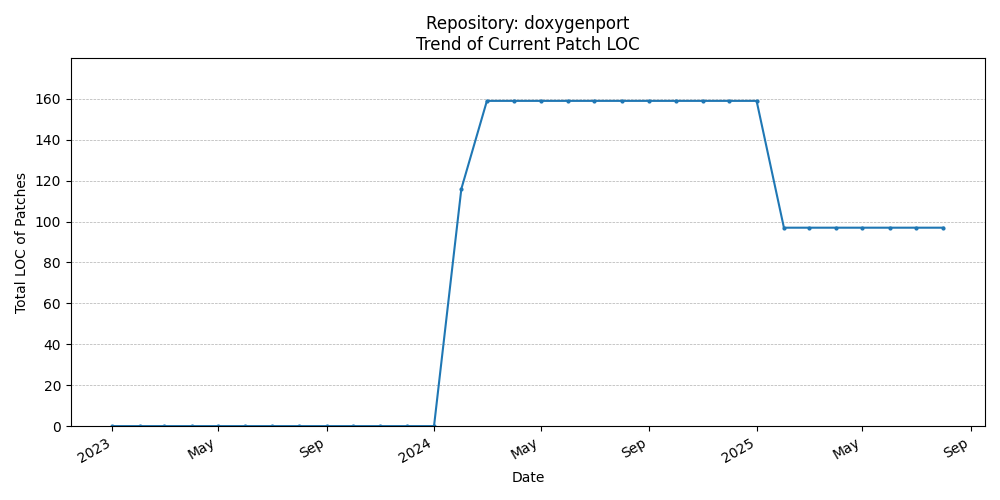 Repository: doxygenport
Trend of Current Patch LOC
Total LOC of Patches
160
140
120
100
80
60
40
20
0
2023
May
Sep
2024
May
Sep
2025
May
Sep
Date